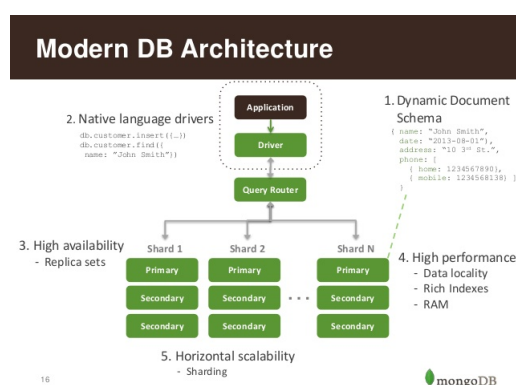 Modern DB Architecture
Application
Driver
Query Router
1. Dynamic Document
Schema
{ name: “John Smith”,
date: “2013-08-01”),
address: “10 3rd St.”,
phone: [
{ home: 1234567890},
{ mobile: 1234568138} ]
}
2. Native language drivers
db.customer.insert({…})
db.customer.find({
name: ”John Smith”})
3. High availability
- Replica sets
Shard 1
Shard 2
Shard N
Primary
Primary
Primary
Secondary
Secondary
Secondary
Secondary
Secondary
Secondary
4. High performance
- Data locality
- Rich Indexes
- RAM
5. Horizontal scalability
- Sharding
16
mongoDB